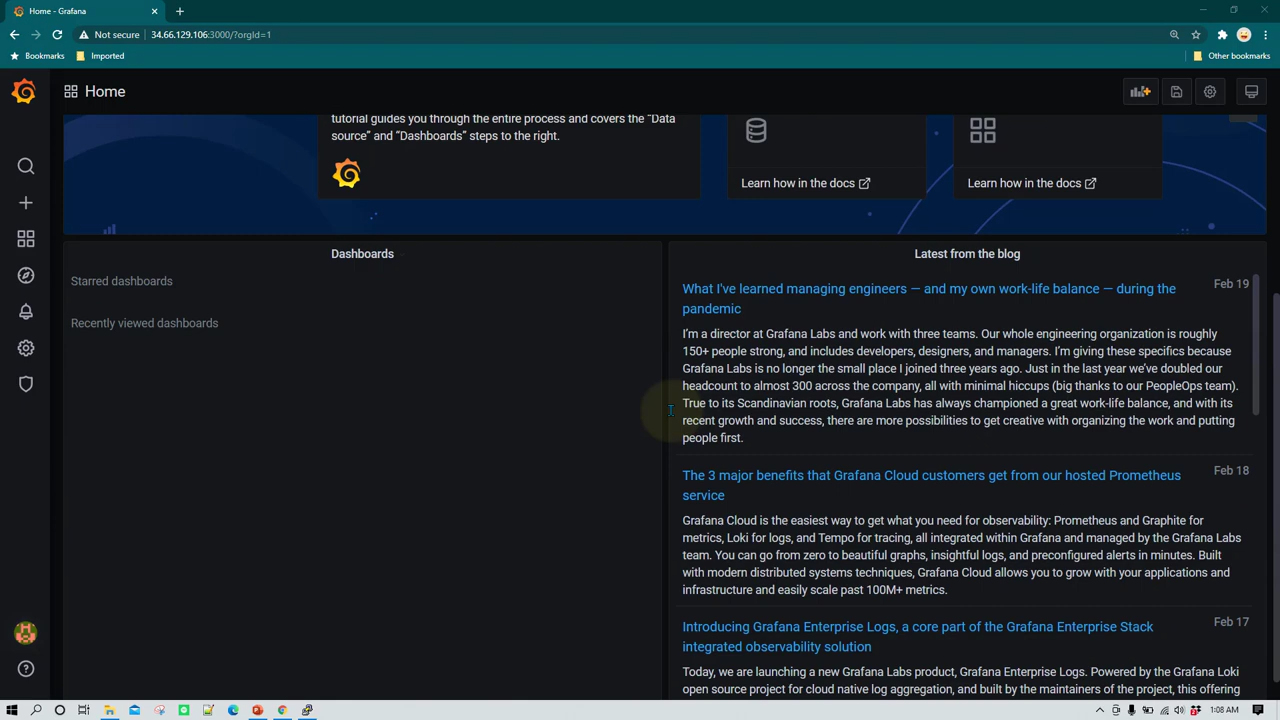 Home - Grafana
Not secure
34.66.129.106:3000/?orgId=1
Bookmarks
Imported
Other bookmarks
Home
tutorial guides you through the entire process and covers the “Data
source” and “Dashboards” steps to the right.
Learn how in the docs
Learn how in the docs
Dashboards
Starred dashboards
Recently viewed dashboards
Latest from the blog
What I've learned managing engineers — and my own work-life balance — during the
pandemic
Feb 19
I’m a director at Grafana Labs and work with three teams. Our whole engineering organization is roughly
150+ people strong, and includes developers, designers, and managers. I’m giving these specifics because
Grafana Labs is no longer the small place I joined three years ago. Just in the last year we’ve doubled our
headcount to almost 300 across the company, all with minimal hiccups (big thanks to our PeopleOps team).
True to its Scandinavian roots, Grafana Labs has always championed a great work-life balance, and with its
recent growth and success, there are more possibilities to get creative with organizing the work and putting
people first.
The 3 major benefits that Grafana Cloud customers get from our hosted Prometheus
service
Feb 18
Grafana Cloud is the easiest way to get what you need for observability: Prometheus and Graphite for
metrics, Loki for logs, and Tempo for tracing, all integrated within Grafana and managed by the Grafana Labs
team. You can go from zero to beautiful graphs, insightful logs, and preconfigured alerts in minutes. Built
with modern distributed systems techniques, Grafana Cloud allows you to grow with your applications and
infrastructure and easily scale past 100M+ metrics.
Introducing Grafana Enterprise Logs, a core part of the Grafana Enterprise Stack
integrated observability solution
Feb 17
Today, we are launching a new Grafana Labs product, Grafana Enterprise Logs. Powered by the Grafana Loki
open source project for cloud native log aggregation, and built by the maintainers of the project, this offering
1:08 AM